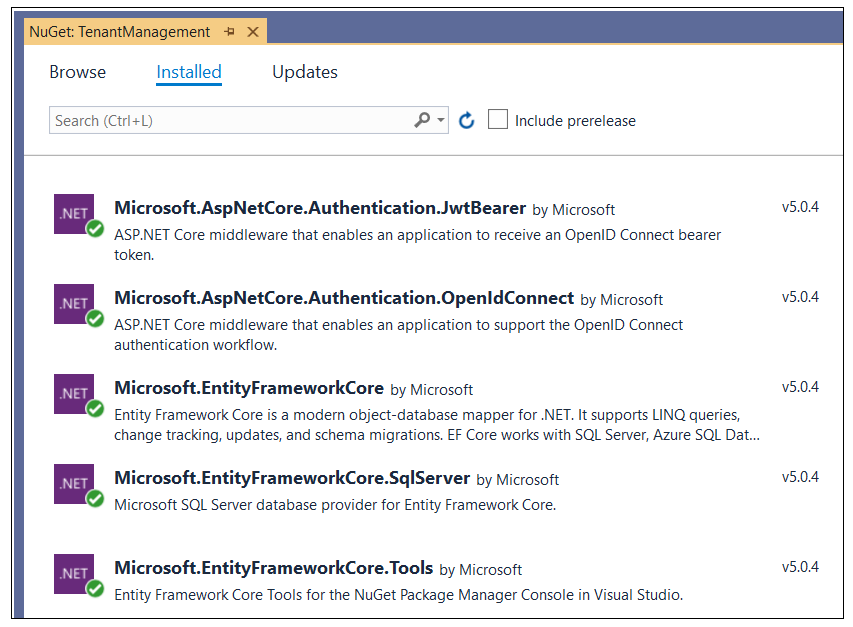 NuGet: TenantManagement
Browse Installed Updates
Search (Ctrl+L) Include prerelease
.NET Microsoft.AspNetCore.Authentication.JwtBearer by Microsoft v5.0.4
ASP.NET Core middleware that enables an application to receive an OpenID Connect bearer
token.
.NET Microsoft.AspNetCore.Authentication.OpenIdConnect by Microsoft v5.0.4
ASP.NET Core middleware that enables an application to support the OpenID Connect
authentication workflow.
.NET Microsoft.EntityFrameworkCore by Microsoft v5.0.4
Entity Framework Core is a modern object-database mapper for .NET. It supports LINQ queries,
change tracking, updates, and schema migrations. EF Core works with SQL Server, Azure SQL Dat...
.NET Microsoft.EntityFrameworkCore.SqlServer by Microsoft v5.0.4
Microsoft SQL Server database provider for Entity Framework Core.
.NET Microsoft.EntityFrameworkCore.Tools by Microsoft v5.0.4
Entity Framework Core Tools for the NuGet Package Manager Console in Visual Studio.